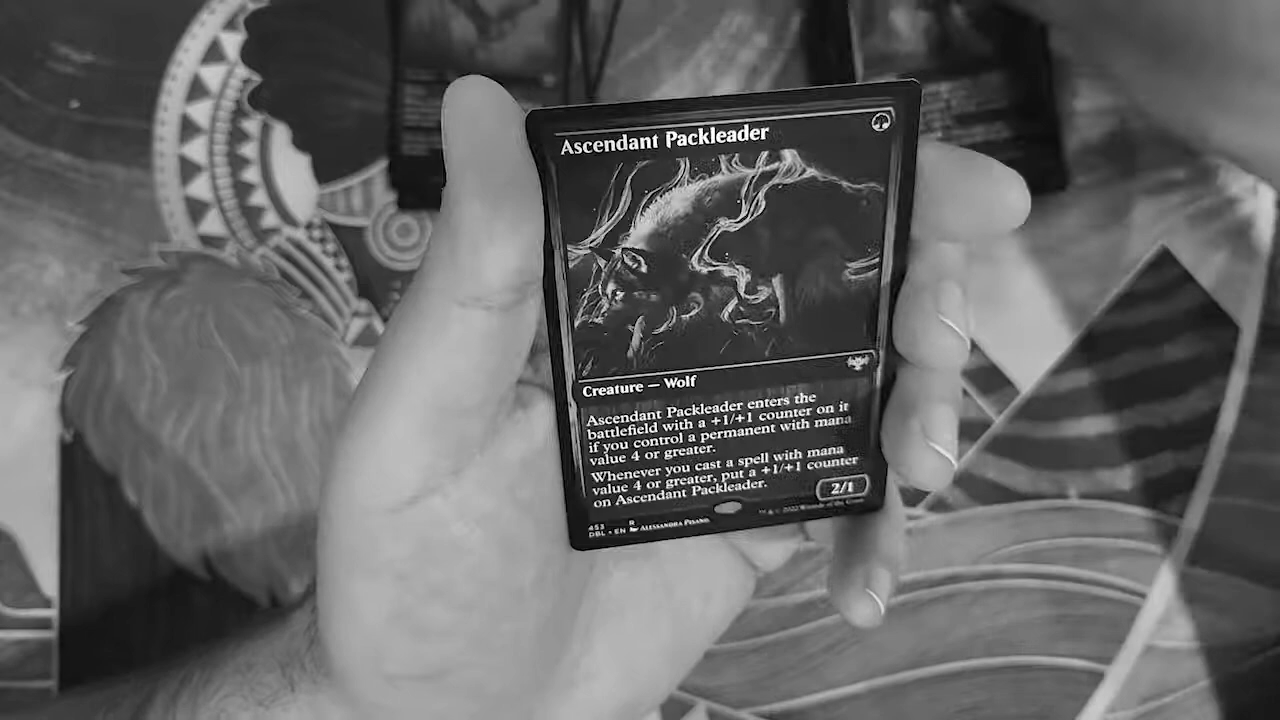 Ascendant Packleader
Creature — Wolf
Ascendant Packleader enters the
battlefield with a +1/+1 counter on it
if you control a permanent with mana
value 4 or greater.
Whenever you cast a spell with mana
value 4 or greater, put a +1/+1 counter
on Ascendant Packleader.
2/1
453 R
DBL • EN Alessandra Pisano
™ & © 2022 Wizards of the Coast